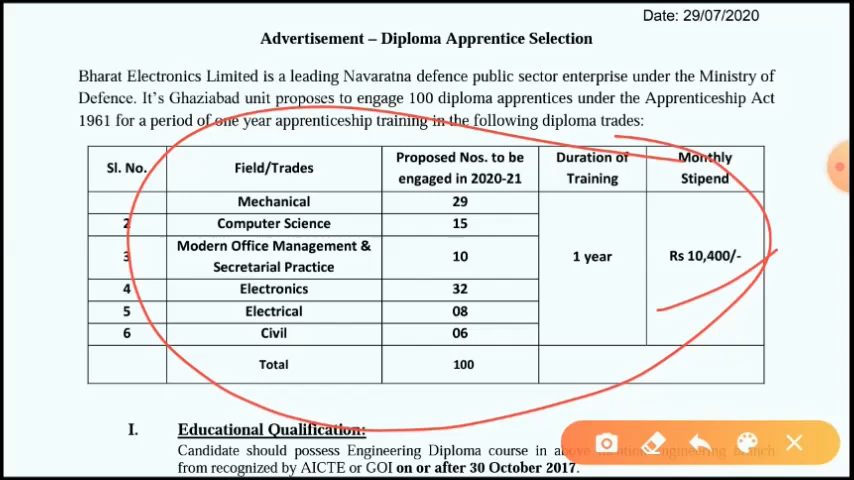 Date: 29/07/2020
Advertisement – Diploma Apprentice Selection
Bharat Electronics Limited is a leading Navaratna defence public sector enterprise under the Ministry of
Defence. It's Ghaziabad unit proposes to engage 100 diploma apprentices under the Apprenticeship Act
1961 for a period of one year apprenticeship training in the following diploma trades:
Sl. No. Field/Trades Proposed Nos. to be engaged in 2020-21 Duration of Training Monthly Stipend
Mechanical 29
2 Computer Science 15
3 Modern Office Management & Secretarial Practice 10 1 year Rs 10,400/-
4 Electronics 32
5 Electrical 08
6 Civil 06
Total 100
I. Educational Qualification:
Candidate should possess Engineering Diploma course in above
from recognized by AICTE or GOI on or after 30 October 2017.